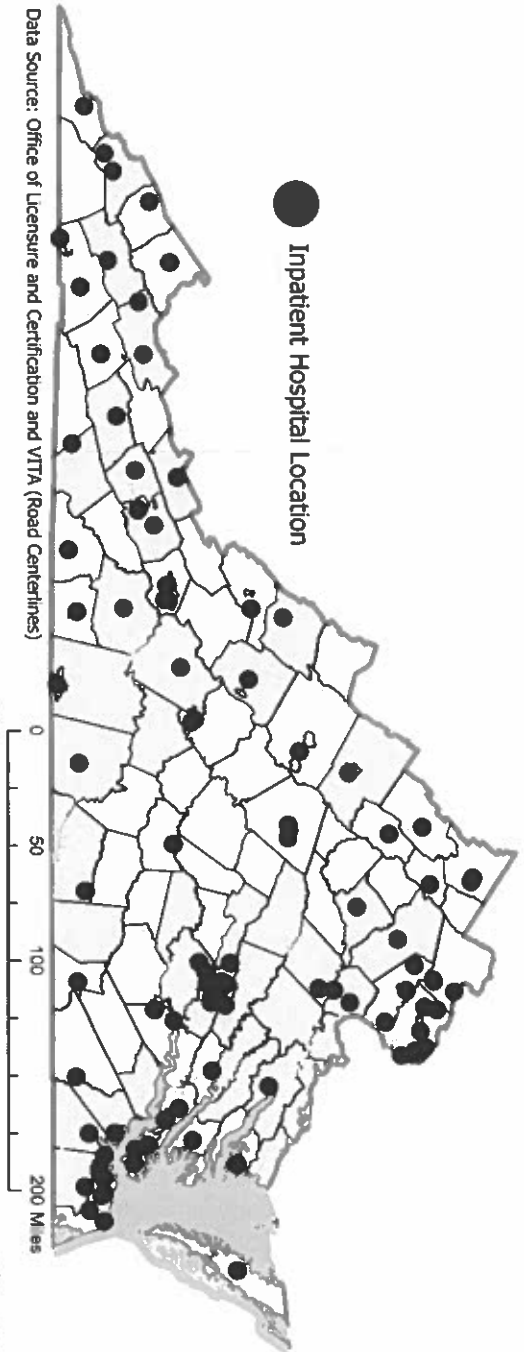 Inpatient Hospital Location
0 50 100 200 Miles
Data Source: Office of Licensure and Certification and VITA (Road Centerlines)